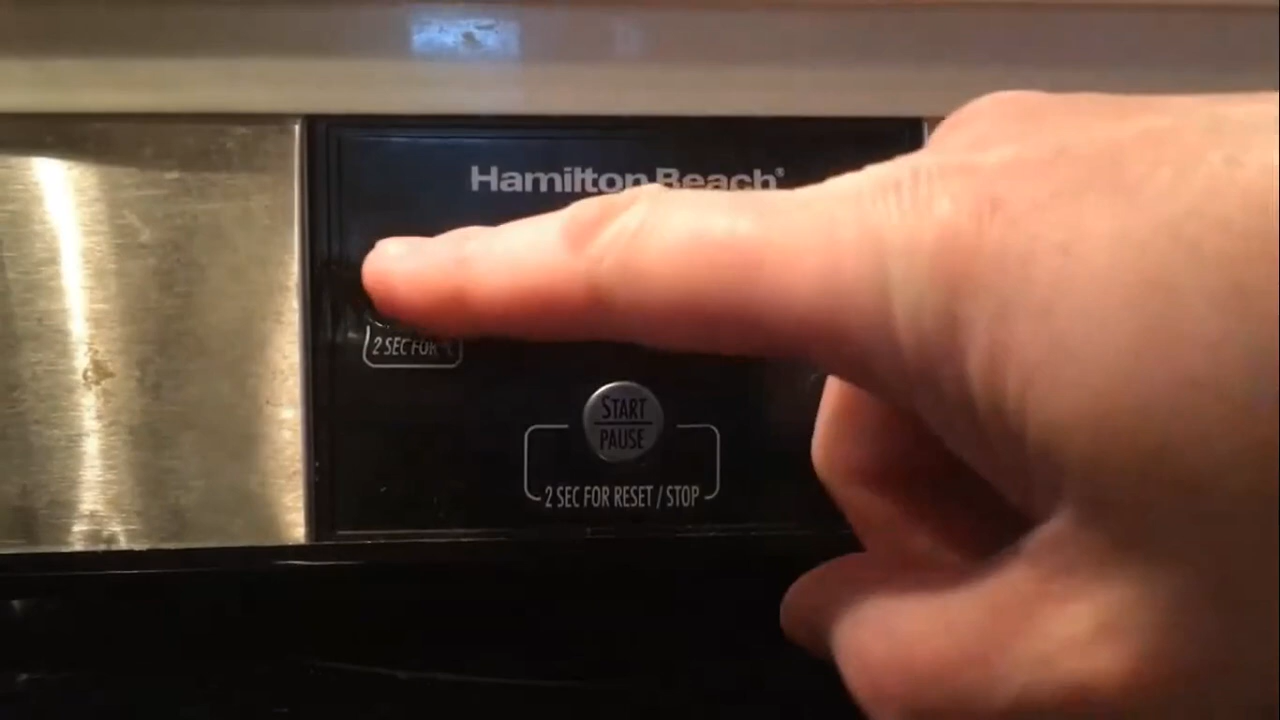 Hamilton Beach®
2 SEC FOR
START
PAUSE
2 SEC FOR RESET / STOP